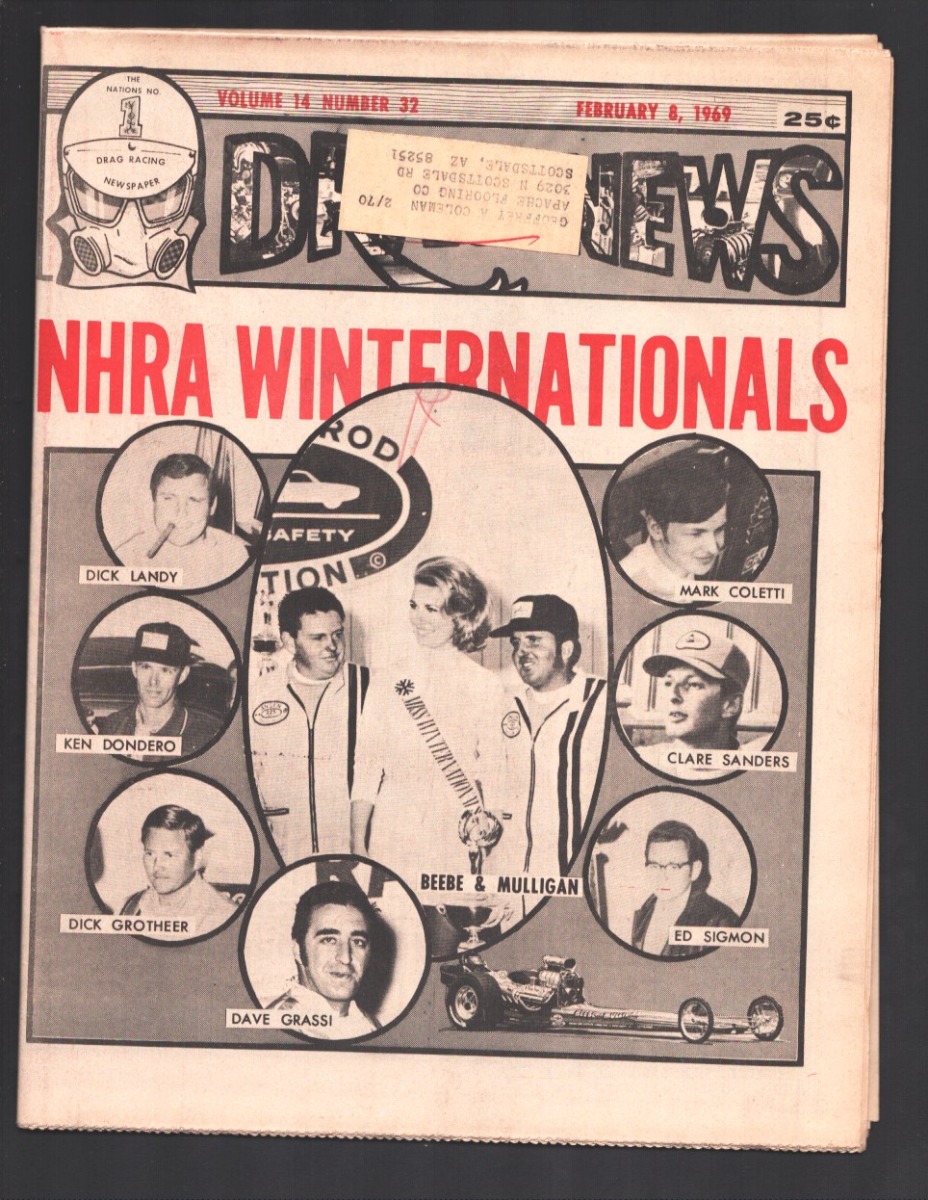 THE
NATIONS NO.
1
DRAG RACING
NEWSPAPER
VOLUME 14 NUMBER 32
FEBRUARY 8, 1969
25¢
NEWS
GEOFFREY A COLEMAN 2/70
APACHE FLOORING CO
3029 N SCOTTSDALE RD
SCOTTSDALE, AZ 85251
NHRA WINTERNATIONALS
ROD
SAFETY
TION
©
DICK LANDY
MARK COLETTI
KEN DONDERO
MISS WINTERNATIONALS
CLARE SANDERS
BEEBE & MULLIGAN
DICK GROTHEER
ED SIGMON
DAVE GRASSI